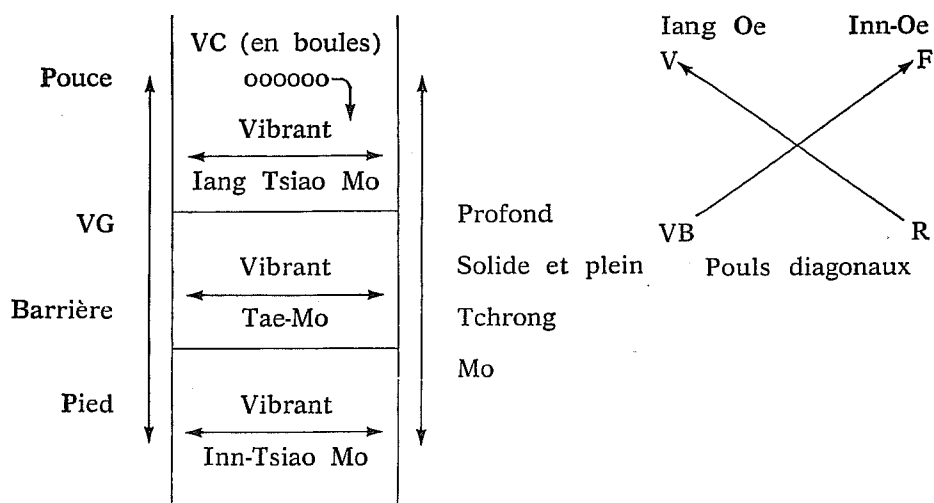 VC (en boules)
Pouce
oooooo
Vibrant
Iang Tsiao Mo
VG
Vibrant
Barrière
Tae-Mo
Pied
Vibrant
Inn-Tsiao Mo
Profond
Solide et plein
Tchrong
Mo
Iang Oe Inn-Oe
V F
VB R
Pouls diagonaux